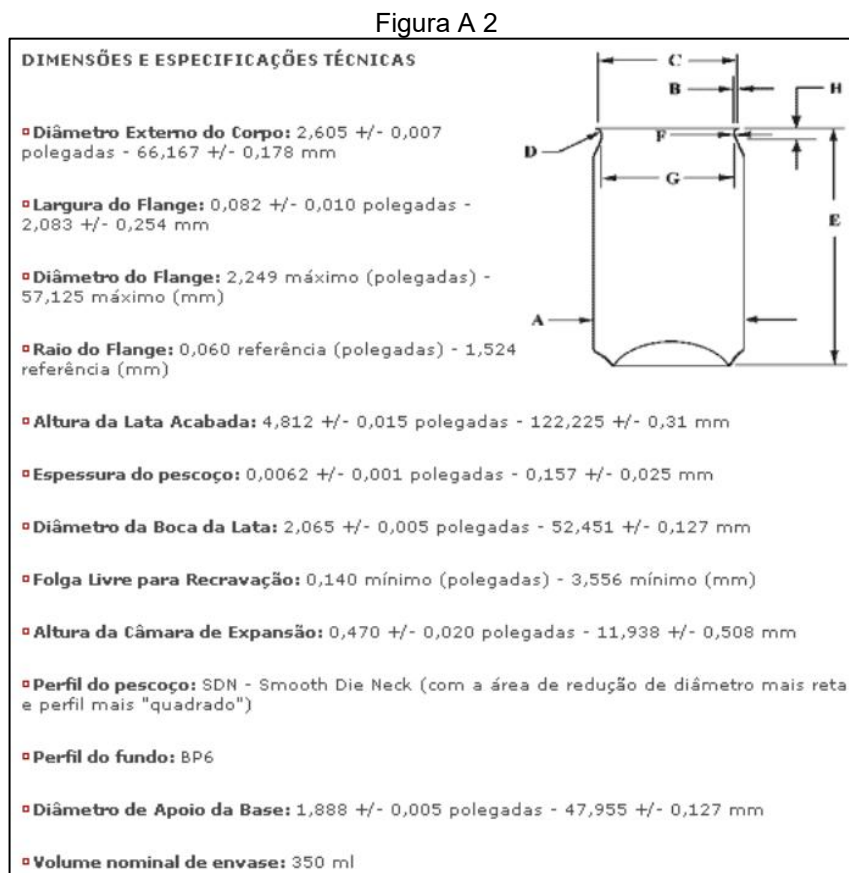 Figura A 2
DIMENSÕES E ESPECIFICAÇÕES TÉCNICAS
Diâmetro Externo do Corpo: 2,605 +/- 0,007
polegadas - 66,167 +/- 0,178 mm
Largura do Flange: 0,082 +/- 0,010 polegadas -
2,083 +/- 0,254 mm
Diâmetro do Flange: 2,249 máximo (polegadas) -
57,125 máximo (mm)
Raio do Flange: 0,060 referência (polegadas) - 1,524
referência (mm)
Altura da Lata Acabada: 4,812 +/- 0,015 polegadas - 122,225 +/- 0,31 mm
Espessura do pescoço: 0,0062 +/- 0,001 polegadas - 0,157 +/- 0,025 mm
Diâmetro da Boca da Lata: 2,065 +/- 0,005 polegadas - 52,451 +/- 0,127 mm
Folga Livre para Recravação: 0,140 mínimo (polegadas) - 3,556 mínimo (mm)
Altura da Câmara de Expansão: 0,470 +/- 0,020 polegadas - 11,938 +/- 0,508 mm
Perfil do pescoço: SDN - Smooth Die Neck (com a área de redução de diâmetro mais reta
e perfil mais "quadrado")
Perfil do fundo: BP6
Diâmetro de Apoio da Base: 1,888 +/- 0,005 polegadas - 47,955 +/- 0,127 mm
Volume nominal de envase: 350 ml
C
B
H
F
D
G
E
A